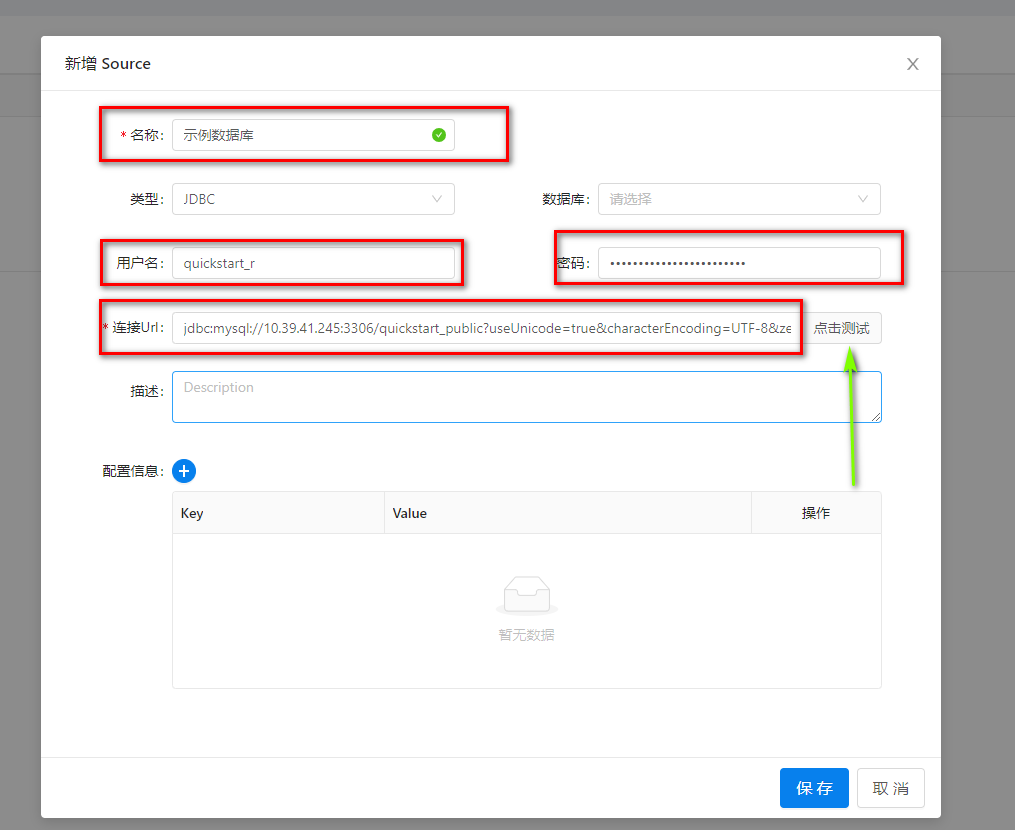 新增 Source
* 名称: 示例数据库
类型: JDBC 数据库: 请选择
用户名: quickstart_r 密码: ••••••••••••••••••••••••
* 连接Url: jdbc:mysql://10.39.41.245:3306/quickstart_public?useUnicode=true&characterEncoding=UTF-8&ze 点击测试
描述: Description
配置信息:
Key Value 操作
暂无数据
保 存 取 消